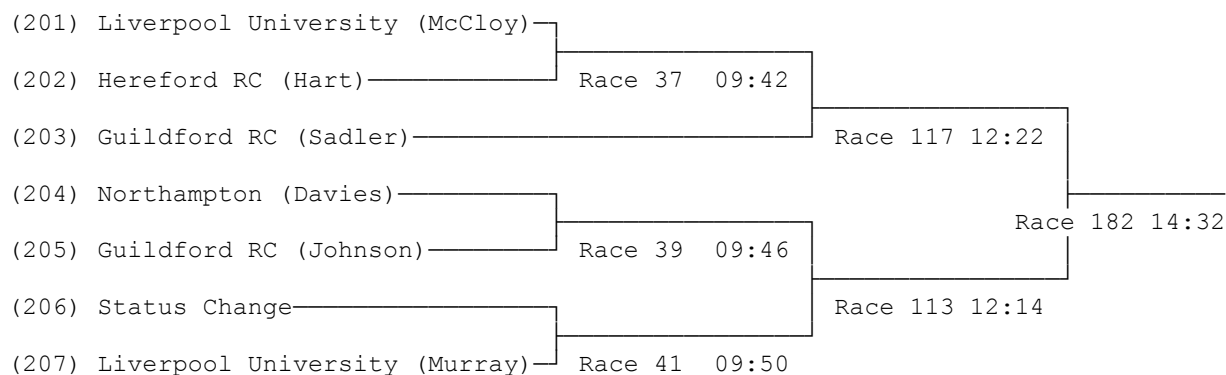 (201) Liverpool University (McCloy)
(202) Hereford RC (Hart) Race 37 09:42
(203) Guildford RC (Sadler) Race 117 12:22
(204) Northampton (Davies)
Race 182 14:32
(205) Guildford RC (Johnson) Race 39 09:46
(206) Status Change Race 113 12:14
(207) Liverpool University (Murray) Race 41 09:50